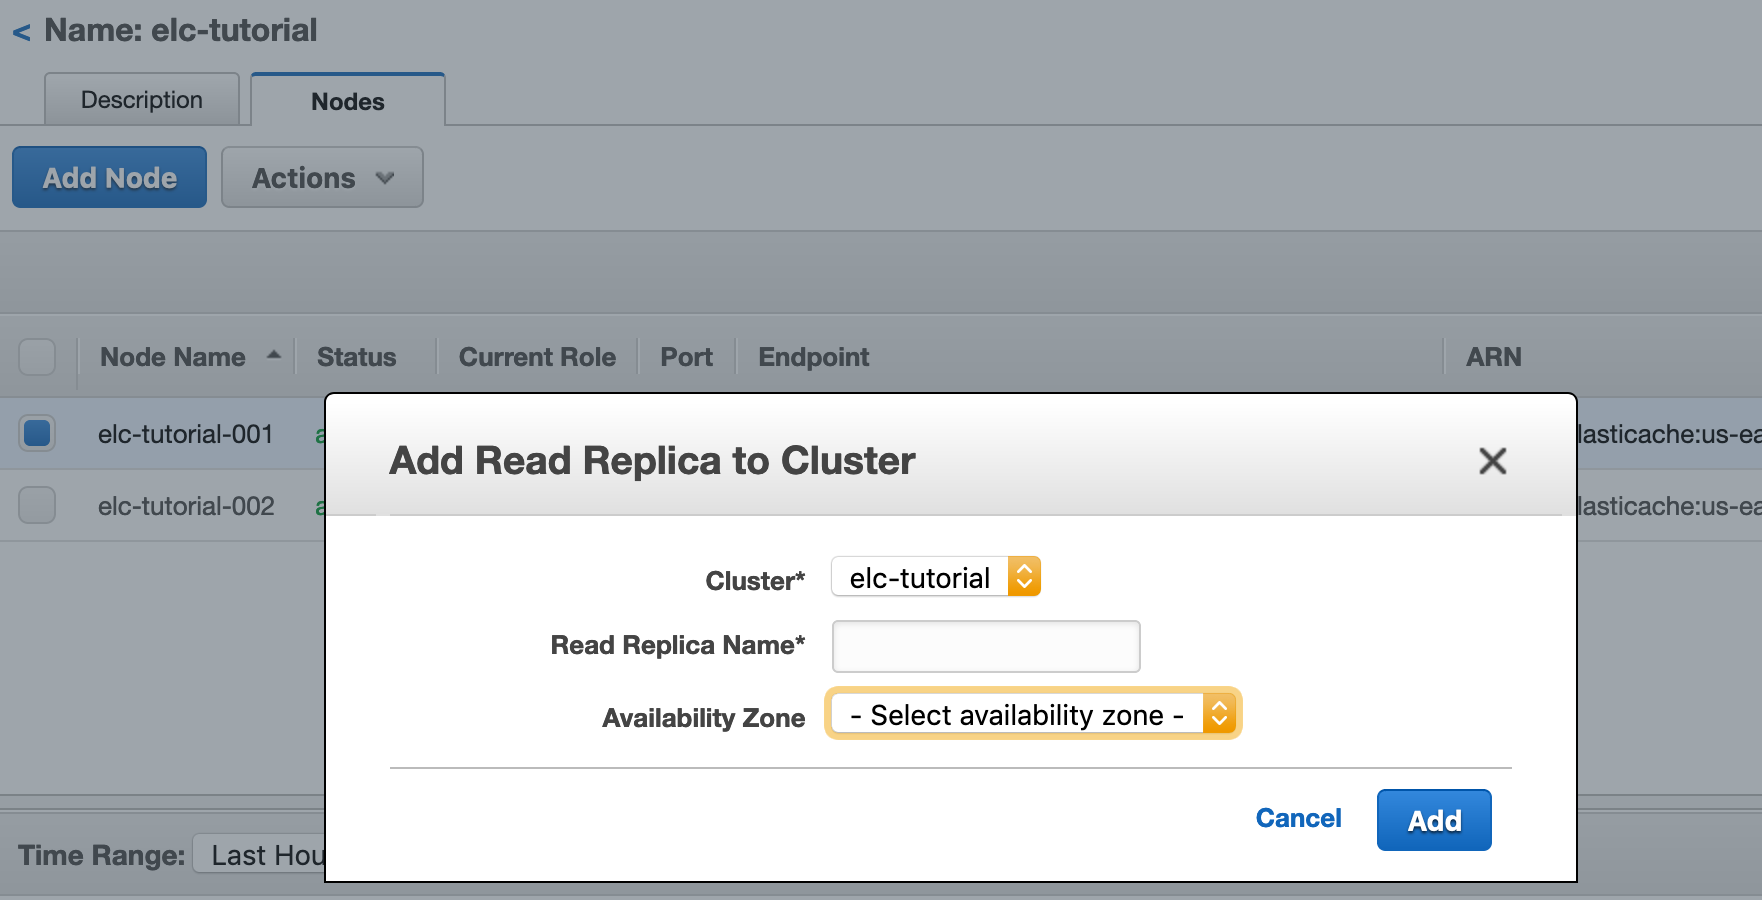 < Name: elc-tutorial
Description Nodes
Add Node Actions
Node Name Status Current Role Port Endpoint ARN
elc-tutorial-001 a lasticache:us-ea
elc-tutorial-002 a lasticache:us-ea
Add Read Replica to Cluster
Cluster* elc-tutorial
Read Replica Name*
Availability Zone - Select availability zone -
Cancel Add
Time Range: Last Hou